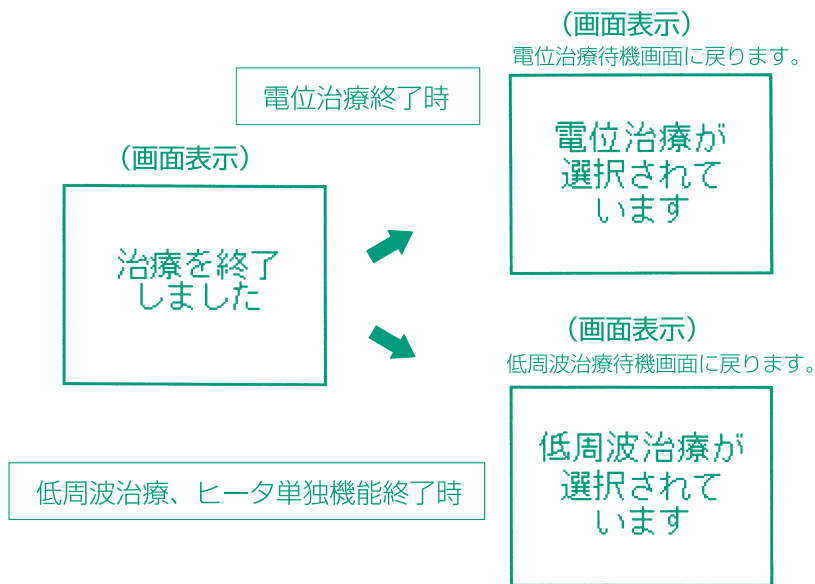 （画面表示）
電位治療待機画面に戻ります。
電位治療終了時
電位治療が
選択されて
います
（画面表示）
治療を終了
しました
（画面表示）
低周波治療待機画面に戻ります。
低周波治療が
選択されて
います
低周波治療、ヒータ単独機能終了時